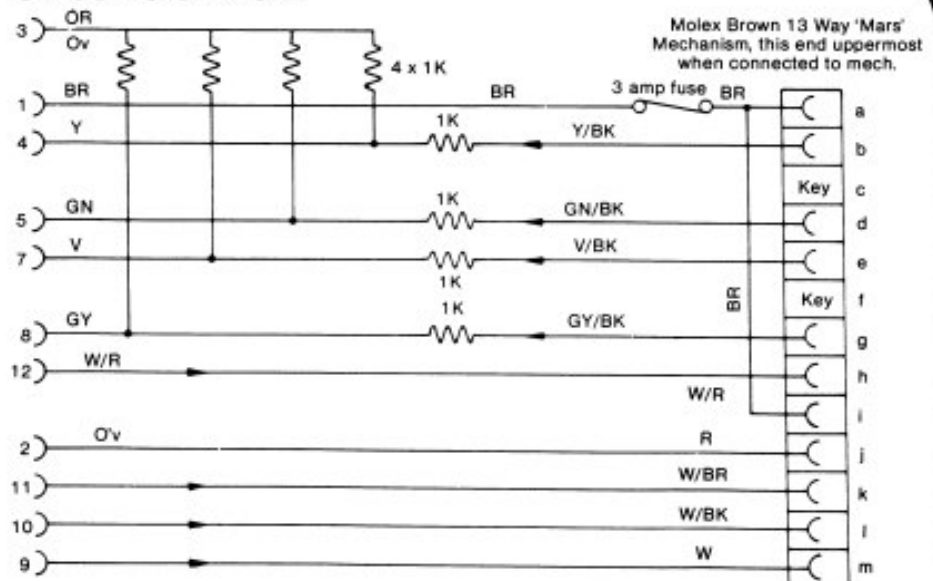 3 OR
Ov
Molex Brown 13 Way 'Mars'
Mechanism, this end uppermost
when connected to mech.
4 x 1K
1 BR BR 3 amp fuse BR a
4 Y 1K Y/BK b
Key c
5 GN 1K GN/BK d
7 V V/BK e
1K
BR
Key f
8 GY 1K GY/BK g
12 W/R h
W/R
i
2 O'v R j
11 W/BR k
10 W/BK l
9 W m